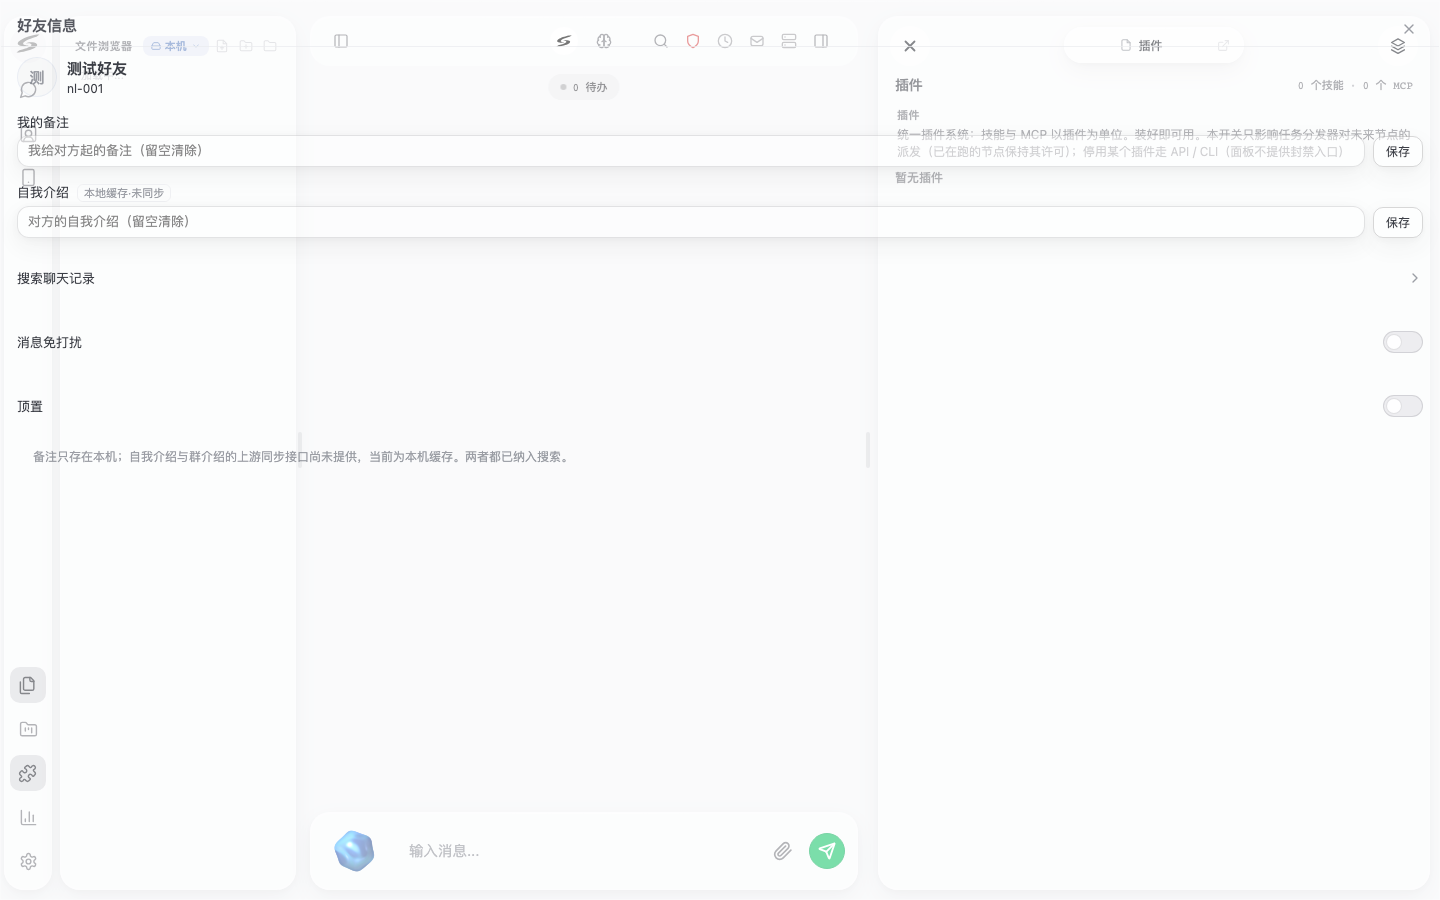 好友信息
文件浏览器
本机
插件
测
测试好友
nl-001
0 待办
插件
0 个技能 · 0 个 MCP
插件
统一插件系统：技能与 MCP 以插件为单位。装好即可用。本开关只影响任务分发器对未来节点的
派发（已在跑的节点保持其许可）；停用某个插件走 API / CLI（面板不提供封禁入口）
暂无插件
我的备注
我给对方起的备注（留空清除）
保存
自我介绍
本地缓存·未同步
对方的自我介绍（留空清除）
保存
搜索聊天记录
消息免打扰
顶置
备注只存在本机；自我介绍与群介绍的上游同步接口尚未提供，当前为本机缓存。两者都已纳入搜索。
输入消息...